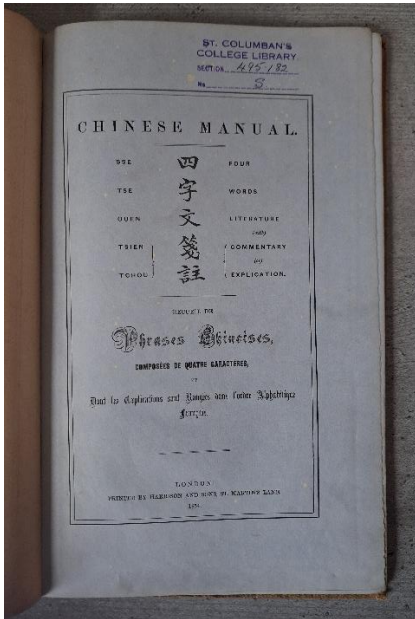 ST. COLUMBAN'S
COLLEGE LIBRARY
SECTION 495.182
No S
CHINESE MANUAL.
SSE 四 FOUR
TSE 字 WORDS
OUEN 文 LITERATURE
with
TSIEN 箋 COMMENTARY
TCHOU 註 EXPLICATION.
RECUEIL DE
Phrases Chinoises,
COMPOSÉES DE QUATRE CARACTÈRES,
ET
Dont les Explications sont Rangées dans l'ordre Alphabétique
Français.
LONDON
PRINTED BY HARRISON AND SONS, ST. MARTIN'S LANE